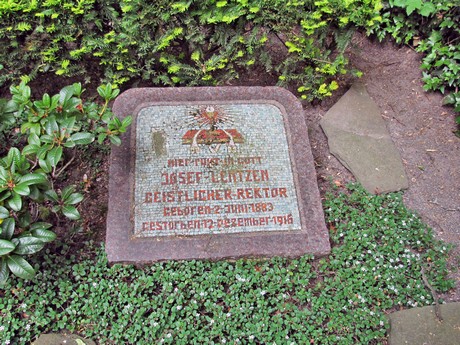 HIER RUHT IN GOTT
JOSEF LENTZEN
GEISTLICHER REKTOR
GEBOREN 2. JUNI 1883
GESTORBEN 12. DEZEMBER 1916